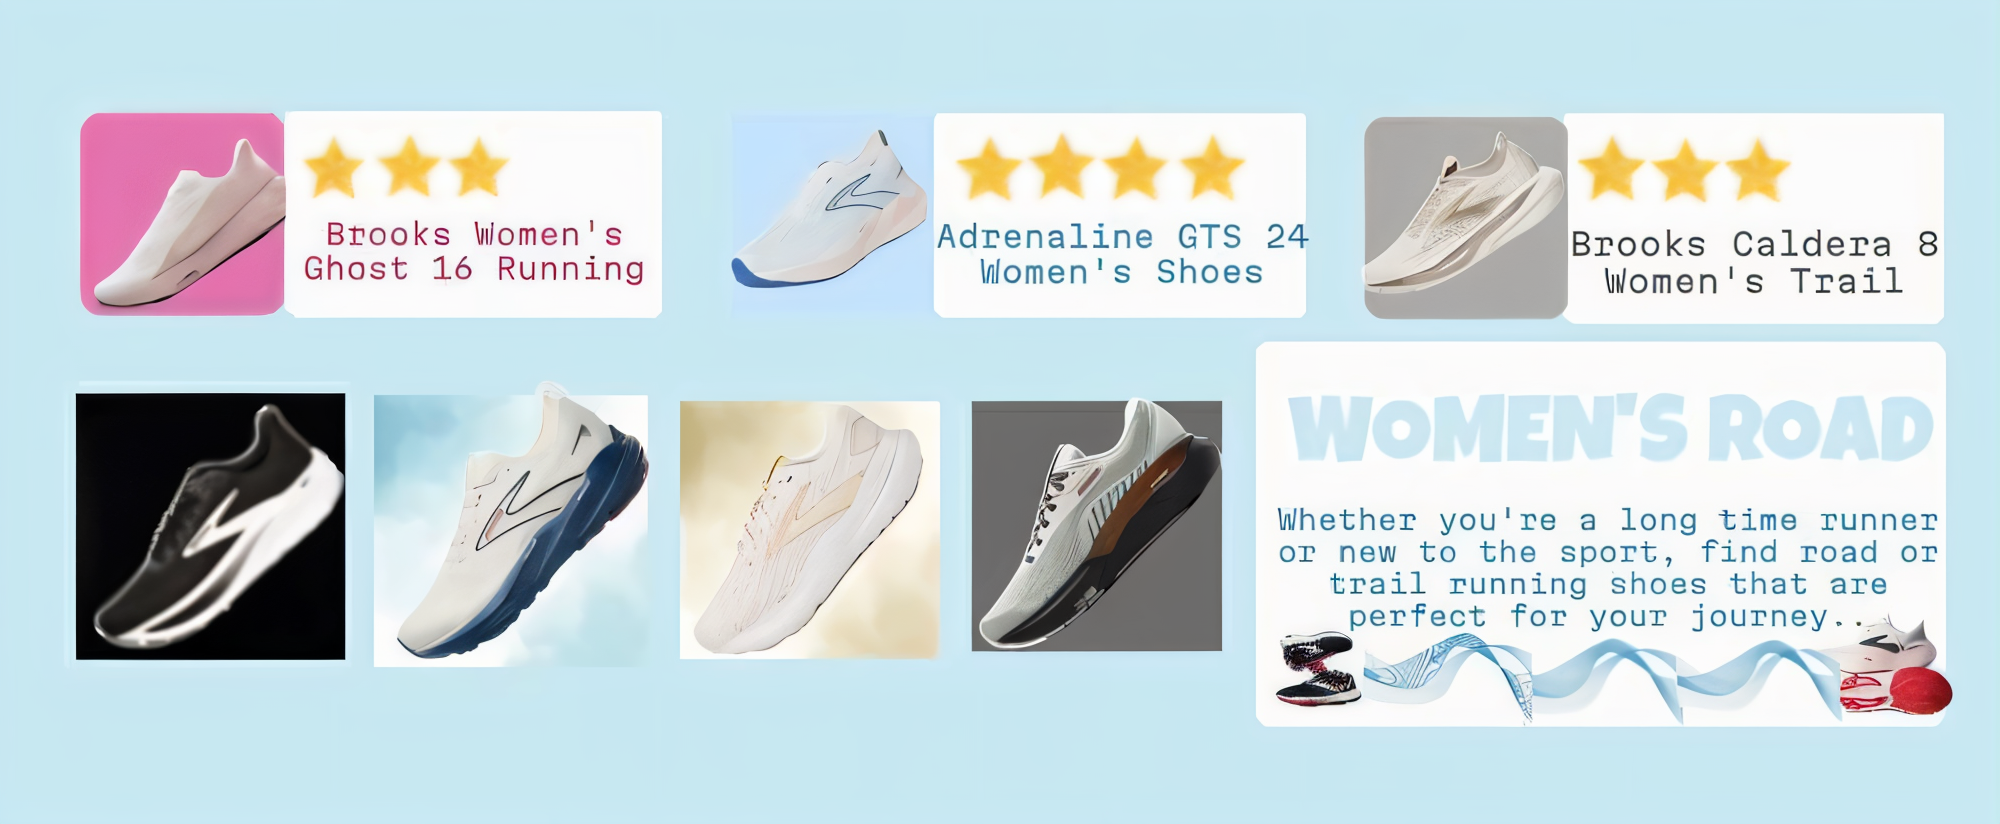 Brooks Women's
Ghost 16 Running
Adrenaline GTS 24
Women's Shoes
Brooks Caldera 8
Women's Trail
WOMEN'S ROAD
Whether you're a long time runner
or new to the sport, find road or
trail running shoes that are
perfect for your journey..